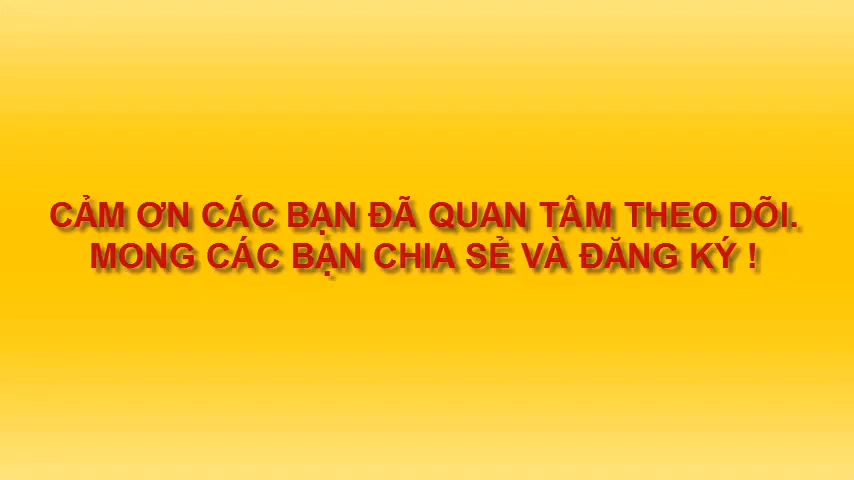 CẢM ƠN CÁC BẠN ĐÃ QUAN TÂM THEO DÕI.
MONG CÁC BẠN CHIA SẺ VÀ ĐĂNG KÝ !